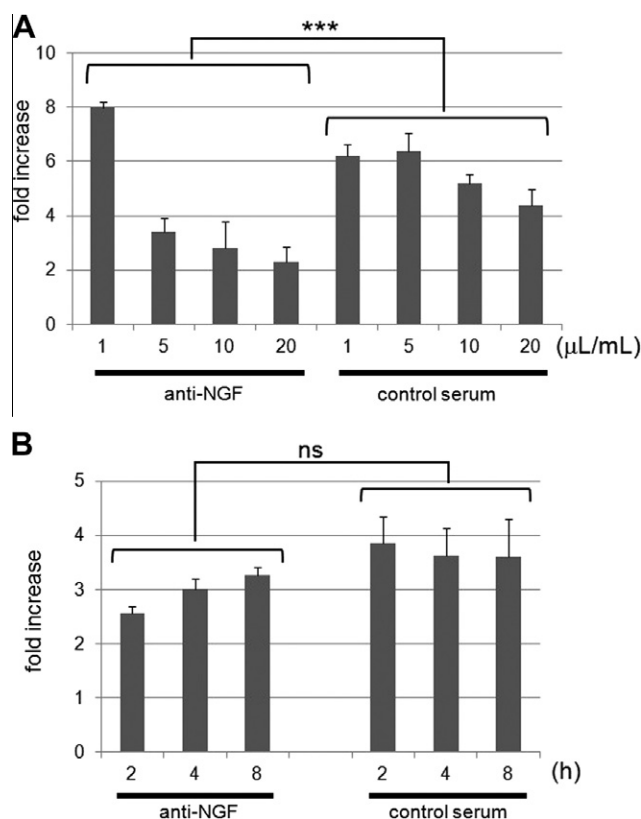 A
***
10
8
6
4
2
0
fold increase
1 5 10 20 1 5 10 20 (μL/mL)
anti-NGF control serum
B
ns
5
4
3
2
1
0
fold increase
2 4 8 2 4 8 (h)
anti-NGF control serum